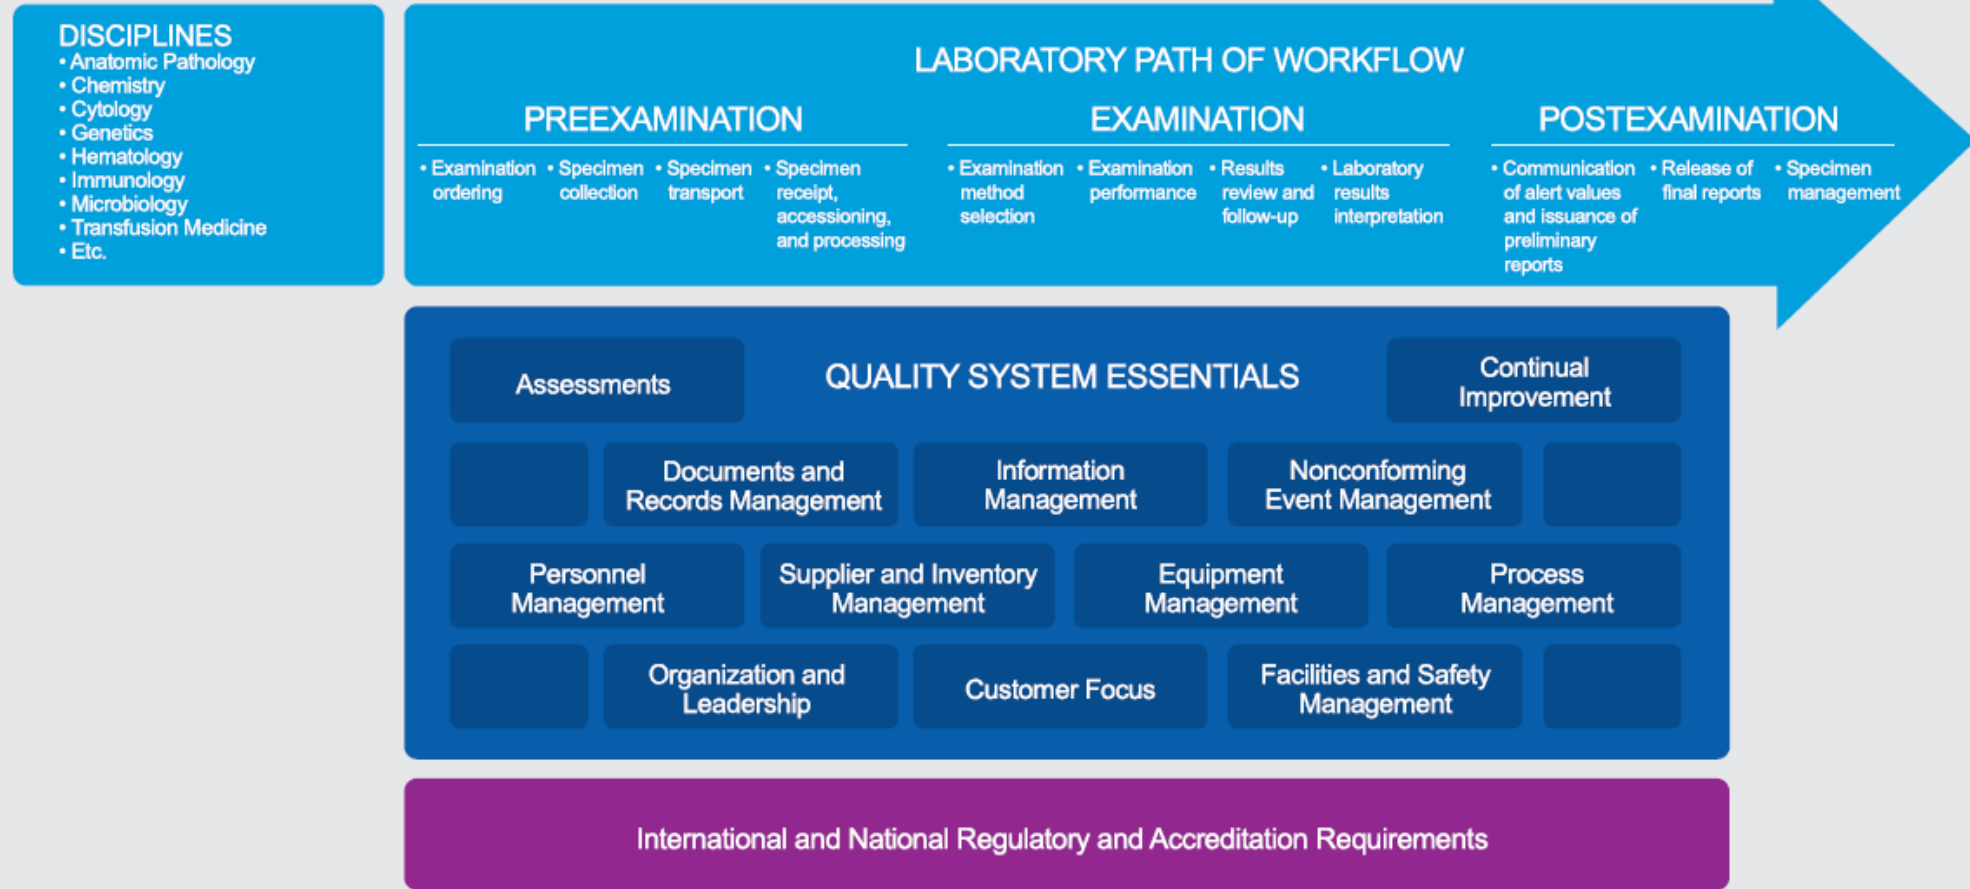 DISCIPLINES
• Anatomic Pathology
• Chemistry
• Cytology
• Genetics
• Hematology
• Immunology
• Microbiology
• Transfusion Medicine
• Etc.
LABORATORY PATH OF WORKFLOW
PREEXAMINATION
• Examination
ordering
• Specimen
collection
• Specimen
transport
• Specimen
receipt,
accessioning,
and processing
EXAMINATION
• Examination
method
selection
• Examination
performance
• Results
review and
follow-up
• Laboratory
results
interpretation
POSTEXAMINATION
• Communication
of alert values
and issuance of
preliminary
reports
• Release of
final reports
• Specimen
management
QUALITY SYSTEM ESSENTIALS
Assessments
Continual
Improvement
Documents and
Records Management
Information
Management
Nonconforming
Event Management
Personnel
Management
Supplier and Inventory
Management
Equipment
Management
Process
Management
Organization and
Leadership
Customer Focus
Facilities and Safety
Management
International and National Regulatory and Accreditation Requirements